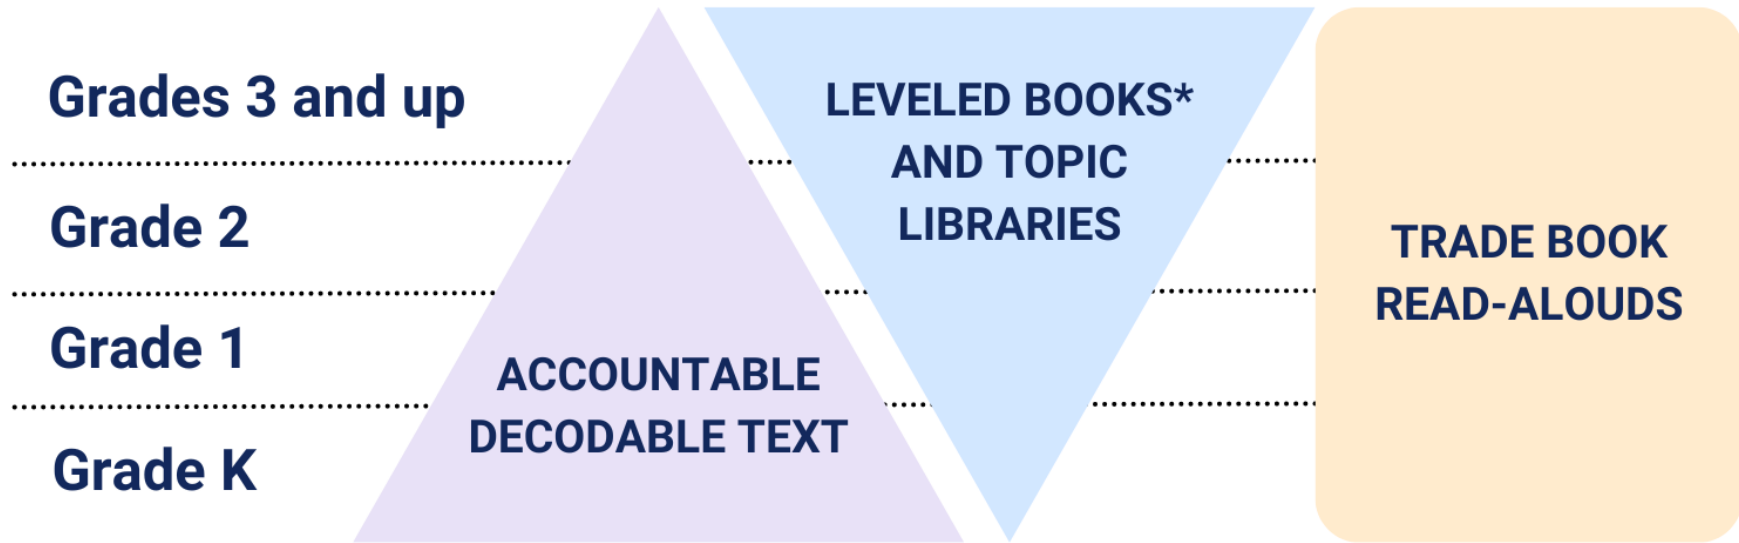 Grades 3 and up
Grade 2
Grade 1
Grade K
ACCOUNTABLE
DECODABLE TEXT
LEVELED BOOKS*
AND TOPIC
LIBRARIES
TRADE BOOK
READ-ALOUDS